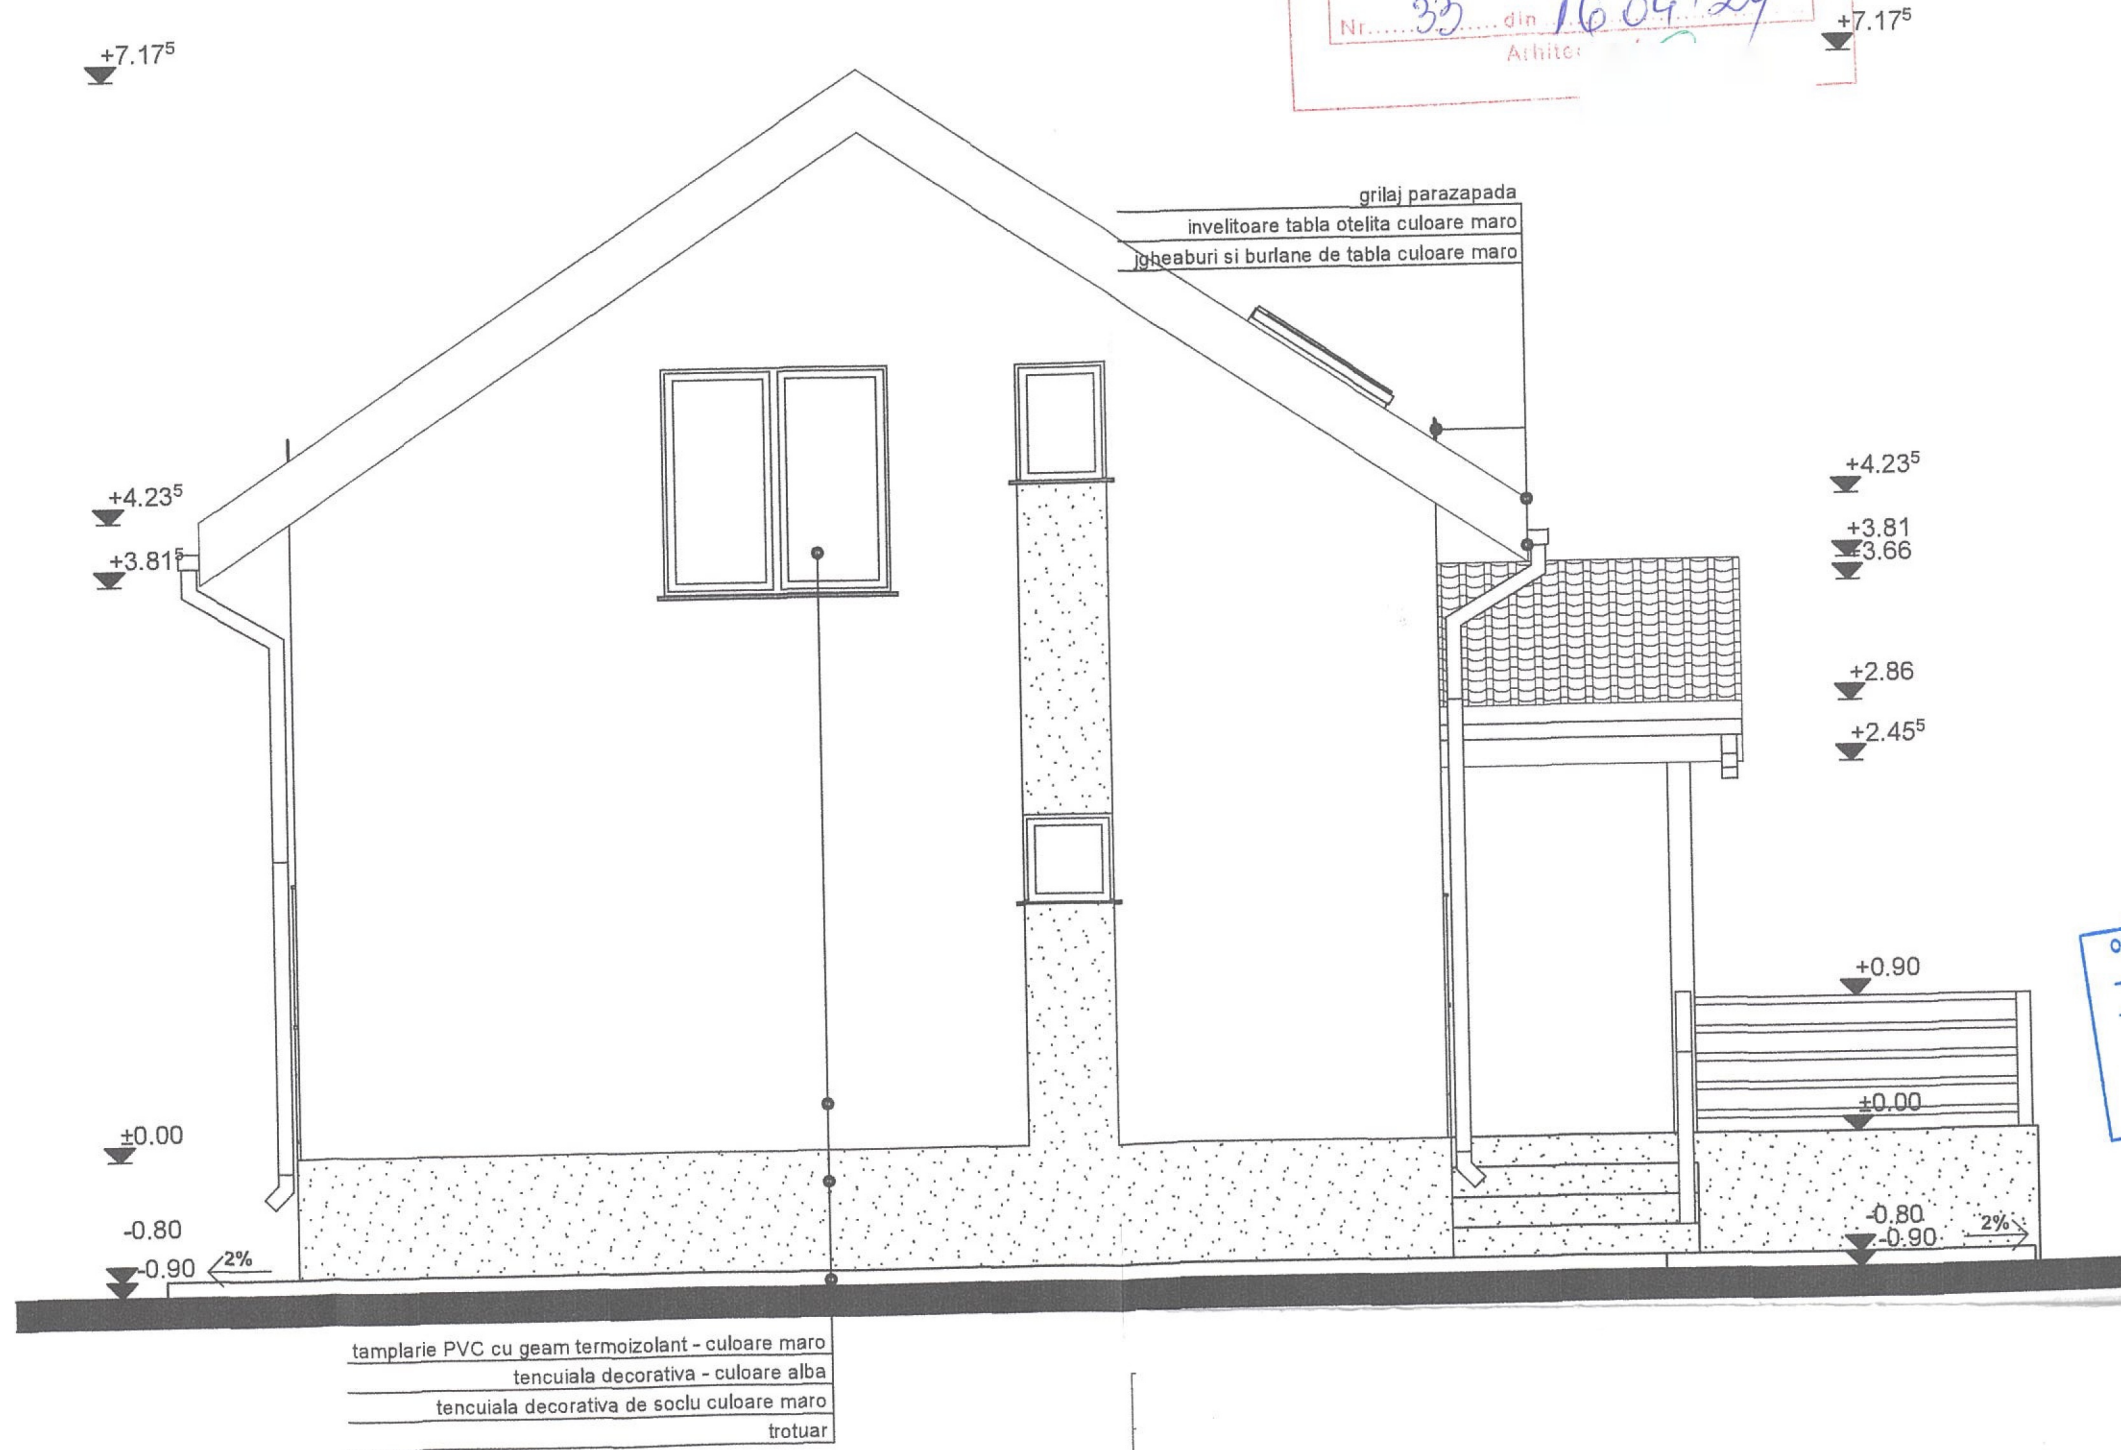 Nr. 33 din 16 04 24
+7.17⁵
+7.17⁵
grilaj parazapada
invelitoare tabla otelita culoare maro
jgheaburi si burlane de tabla culoare maro
+4.23⁵
+3.81⁵
+4.23⁵
+3.81
+3.66
+2.86
+2.45⁵
+0.90
±0.00
±0.00
-0.80
-0.90
2%
-0.80
-0.90
2%
tamplarie PVC cu geam termoizolant - culoare maro
tencuiala decorativa - culoare alba
tencuiala decorativa de soclu culoare maro
trotuar